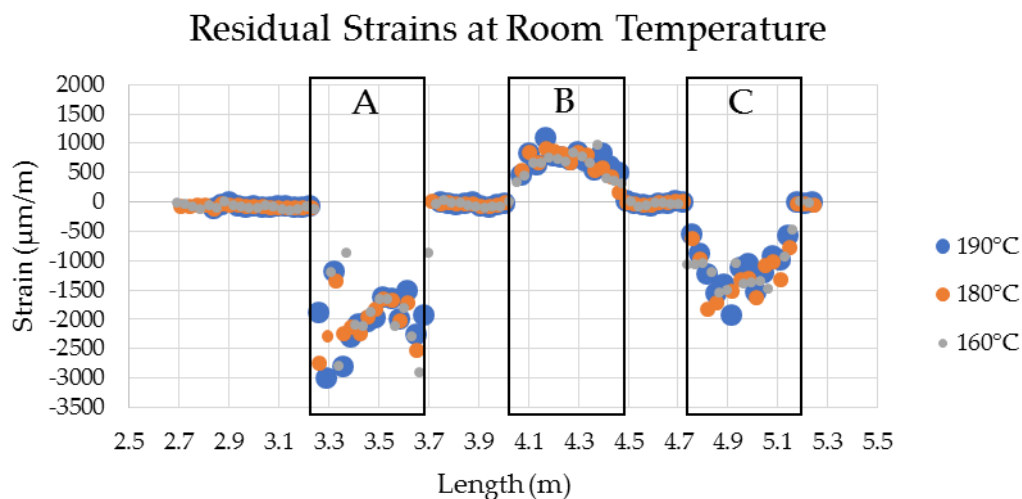 Residual Strains at Room Temperature
A
B
C
2000
1500
1000
500
0
-500
-1000
-1500
-2000
-2500
-3000
-3500
Strain (µm/m)
2.5 2.7 2.9 3.1 3.3 3.5 3.7 3.9 4.1 4.3 4.5 4.7 4.9 5.1 5.3 5.5
Length (m)
190°C
180°C
160°C